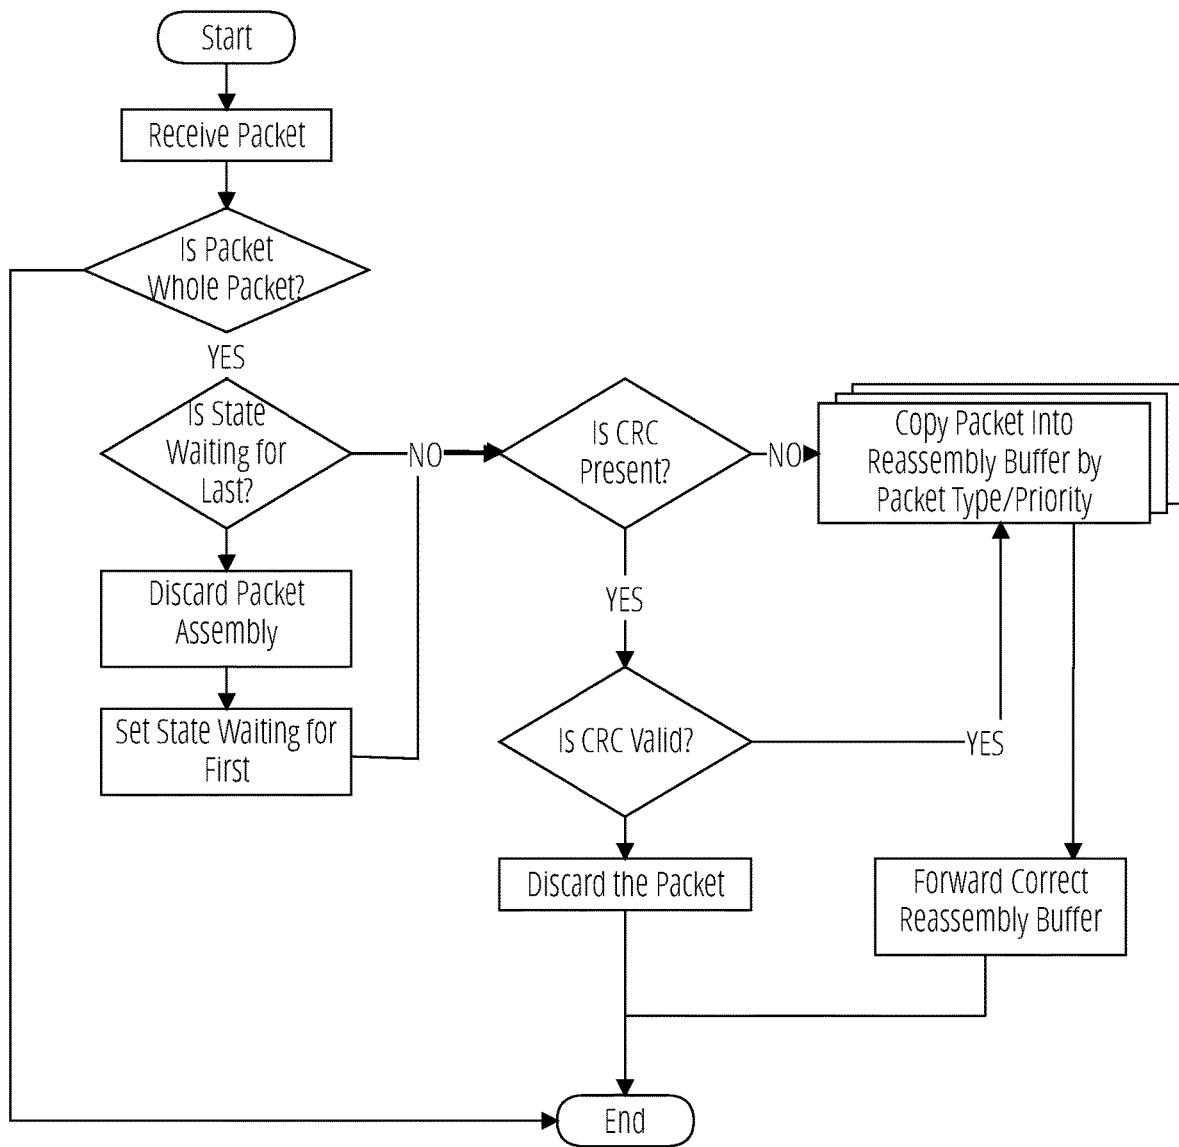 Start
Receive Packet
Is Packet
Whole Packet?
YES
Is State
Waiting for
Last?
NO
Is CRC
Present?
NO
Copy Packet Into
Reassembly Buffer by
Packet Type/Priority
Discard Packet
Assembly
YES
Set State Waiting for
First
Is CRC Valid?
YES
Discard the Packet
Forward Correct
Reassembly Buffer
End